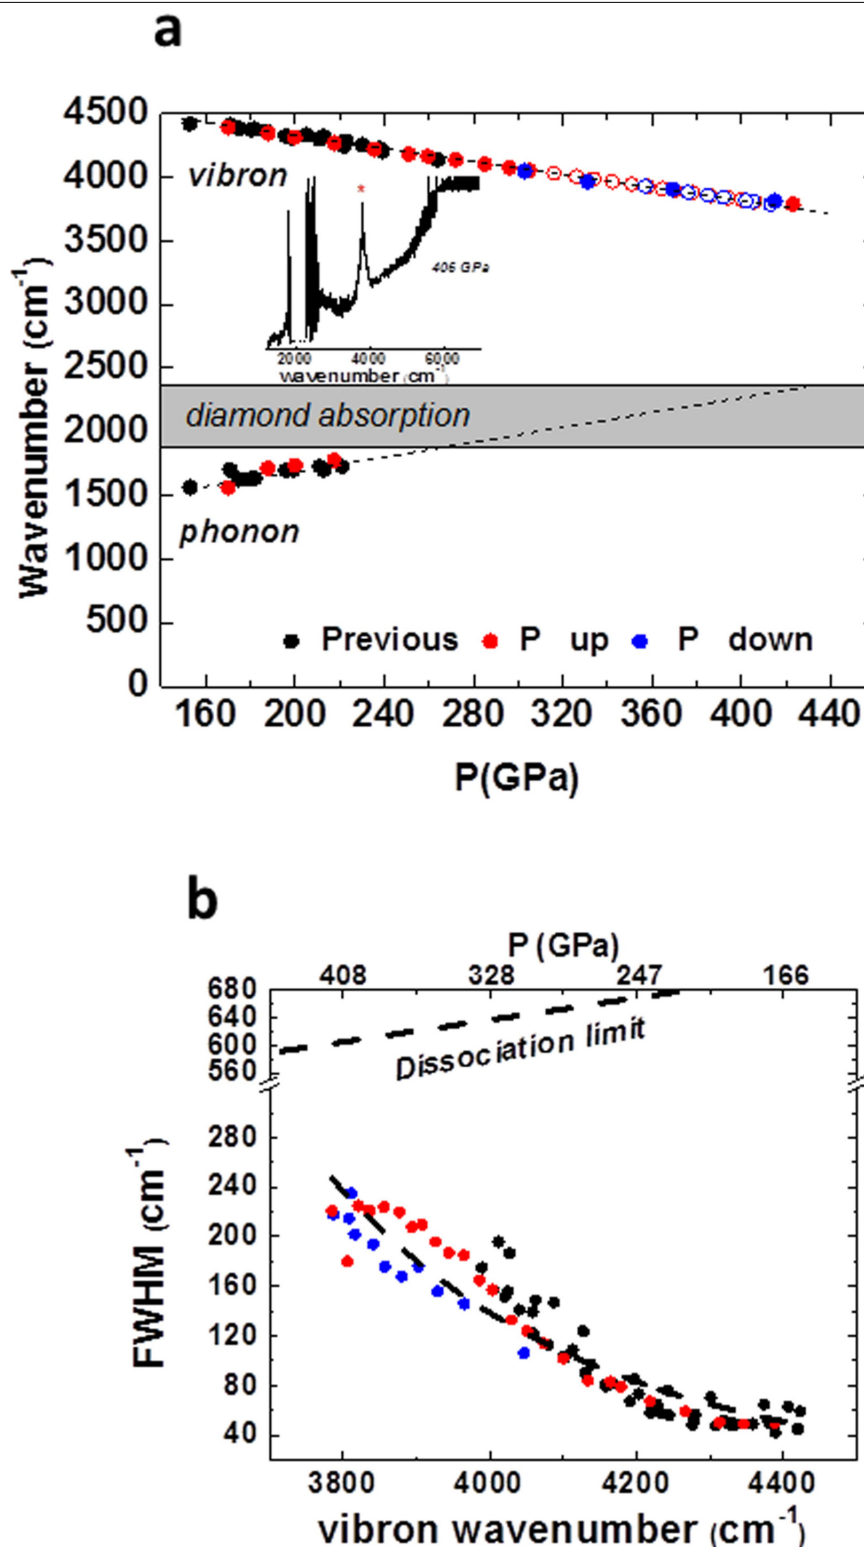 a
4500
4000
3500
3000
2500
2000
1500
1000
500
0
Wavenumber (cm-1)
vibron
*
406 GPa
2000 4000 6000
wavenumber (cm-1)
diamond absorption
phonon
Previous P up P down
160 200 240 280 320 360 400 440
P(GPa)
b
P (GPa)
408 328 247 166
680
640
600
560
280
240
200
160
120
80
40
FWHM (cm-1)
Dissociation limit
3800 4000 4200 4400
vibron wavenumber (cm-1)